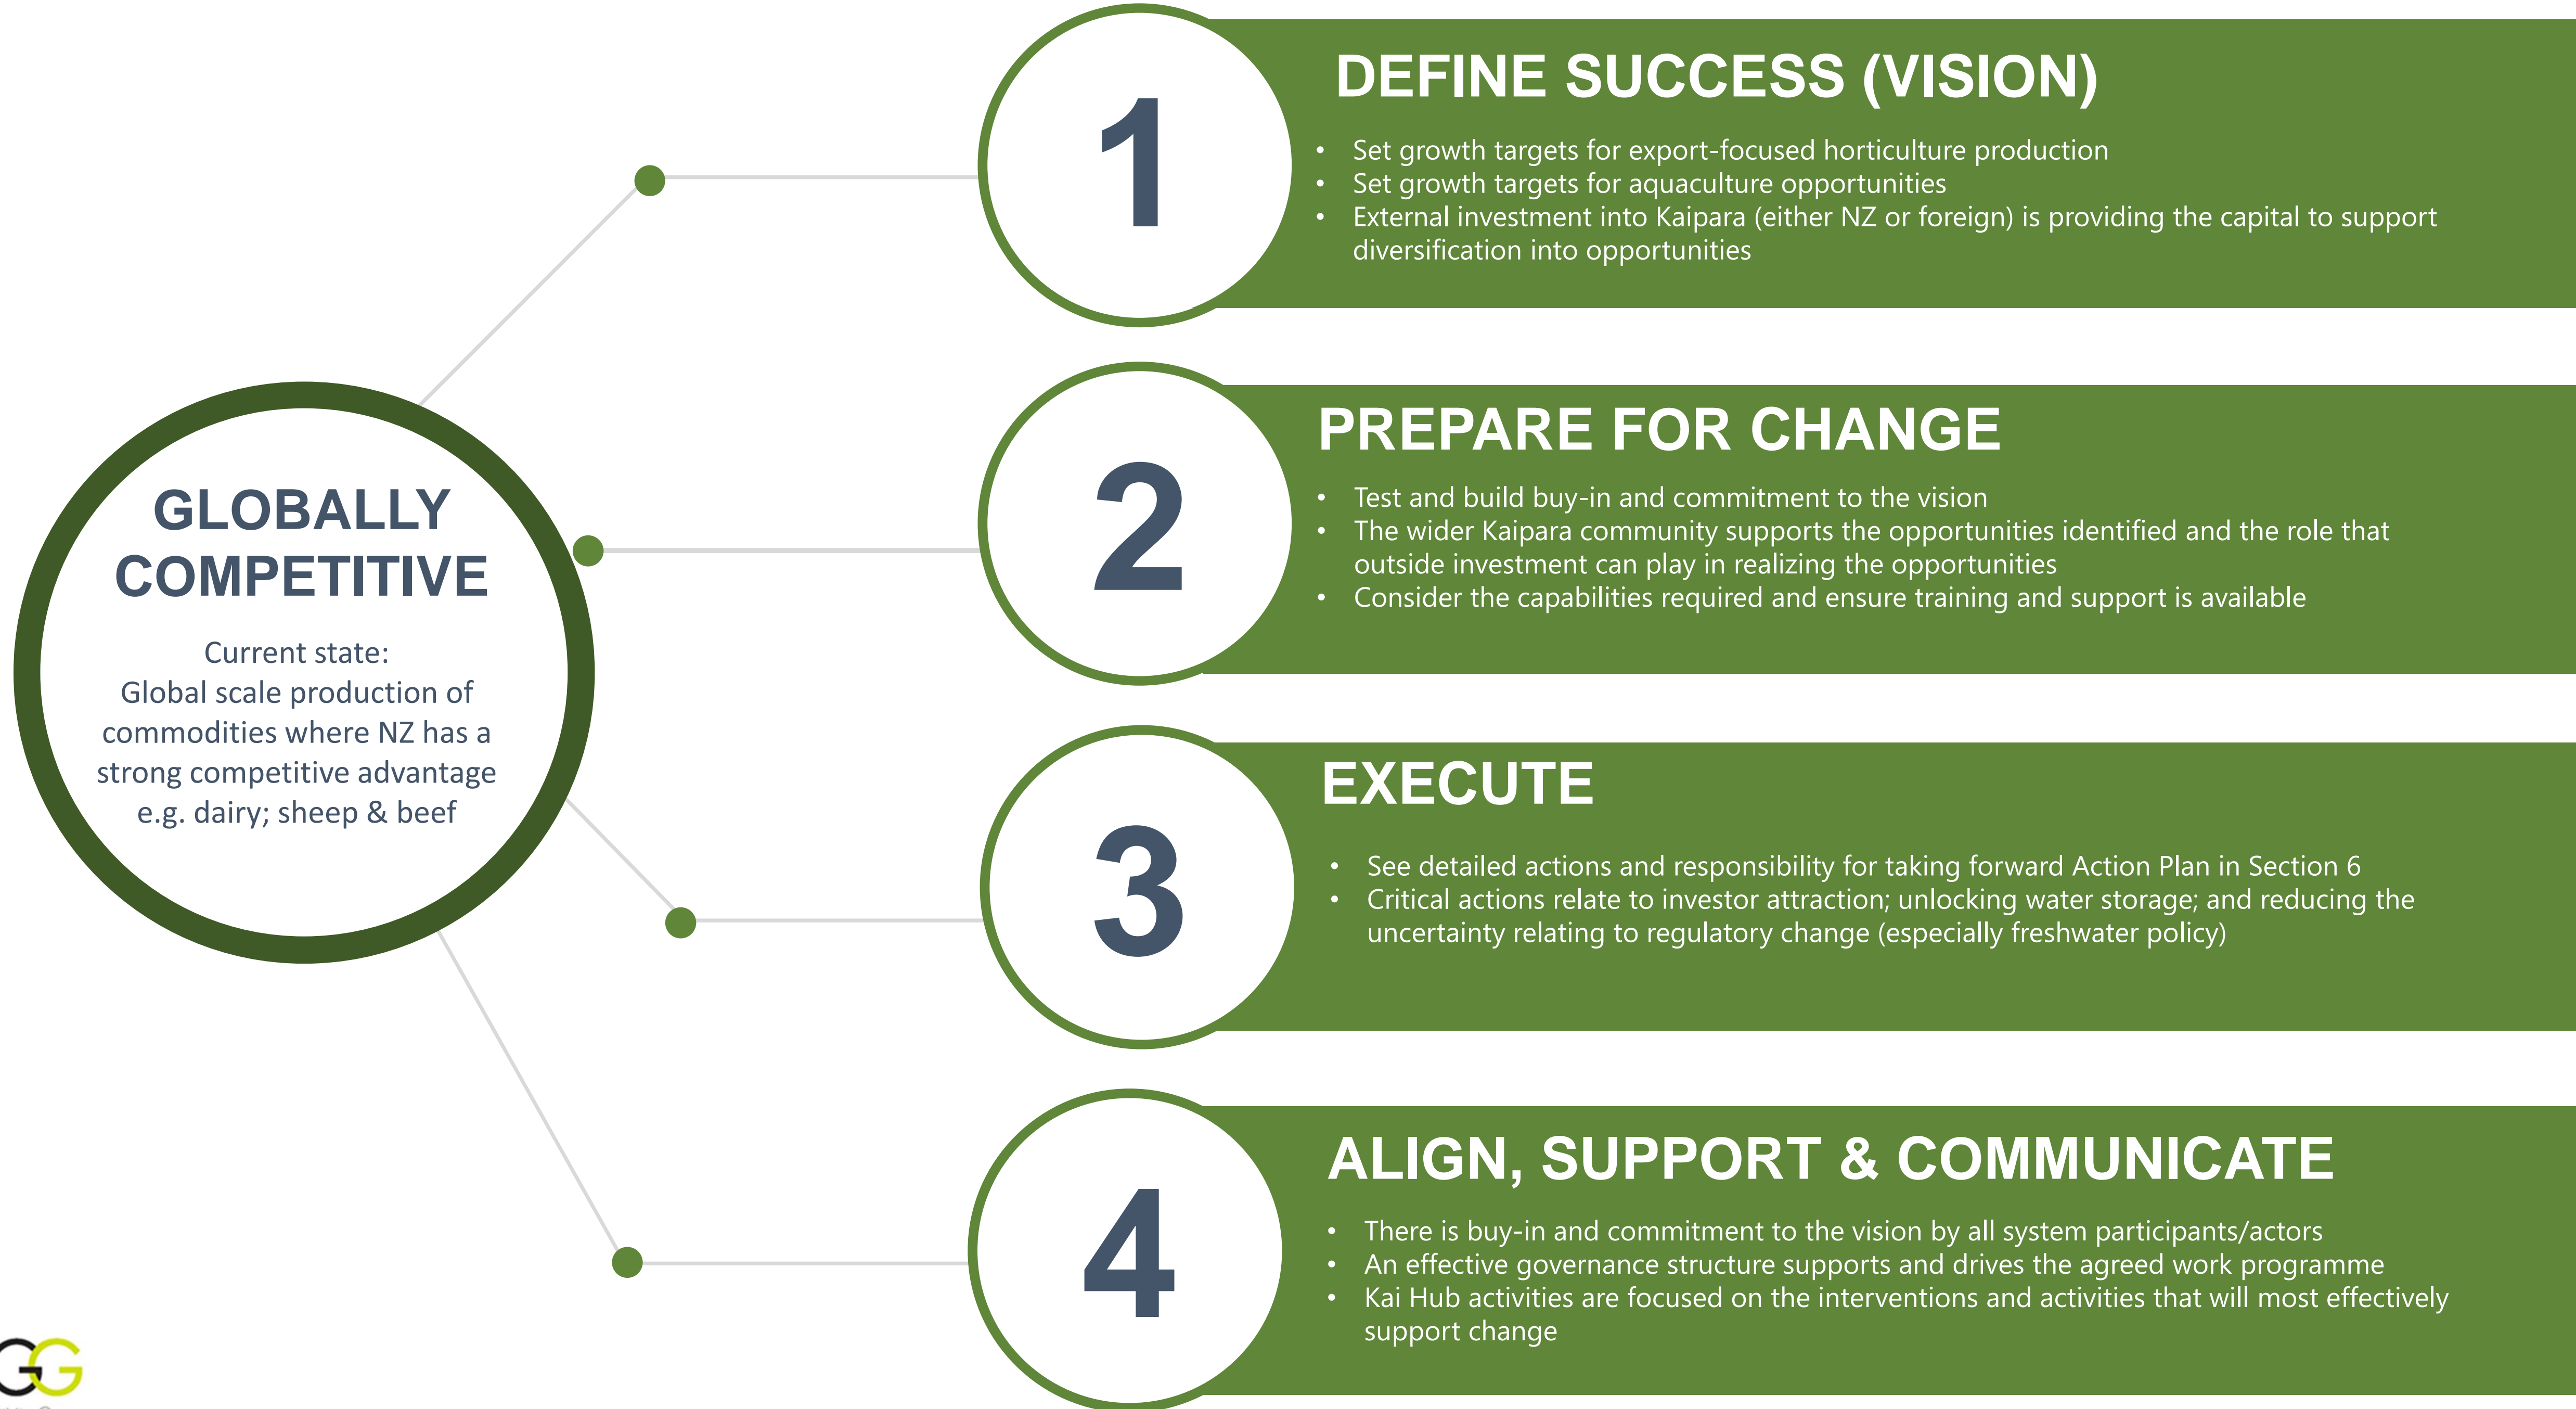 GLOBALLY
COMPETITIVE
Current state:
Global scale production of
commodities where NZ has a
strong competitive advantage
e.g. dairy; sheep & beef
1
DEFINE SUCCESS (VISION)
• Set growth targets for export-focused horticulture production
• Set growth targets for aquaculture opportunities
• External investment into Kaipara (either NZ or foreign) is providing the capital to support
diversification into opportunities
2
PREPARE FOR CHANGE
• Test and build buy-in and commitment to the vision
• The wider Kaipara community supports the opportunities identified and the role that
outside investment can play in realizing the opportunities
• Consider the capabilities required and ensure training and support is available
3
EXECUTE
• See detailed actions and responsibility for taking forward Action Plan in Section 6
• Critical actions relate to investor attraction; unlocking water storage; and reducing the
uncertainty relating to regulatory change (especially freshwater policy)
4
ALIGN, SUPPORT & COMMUNICATE
• There is buy-in and commitment to the vision by all system participants/actors
• An effective governance structure supports and drives the agreed work programme
• Kai Hub activities are focused on the interventions and activities that will most effectively
support change
GG